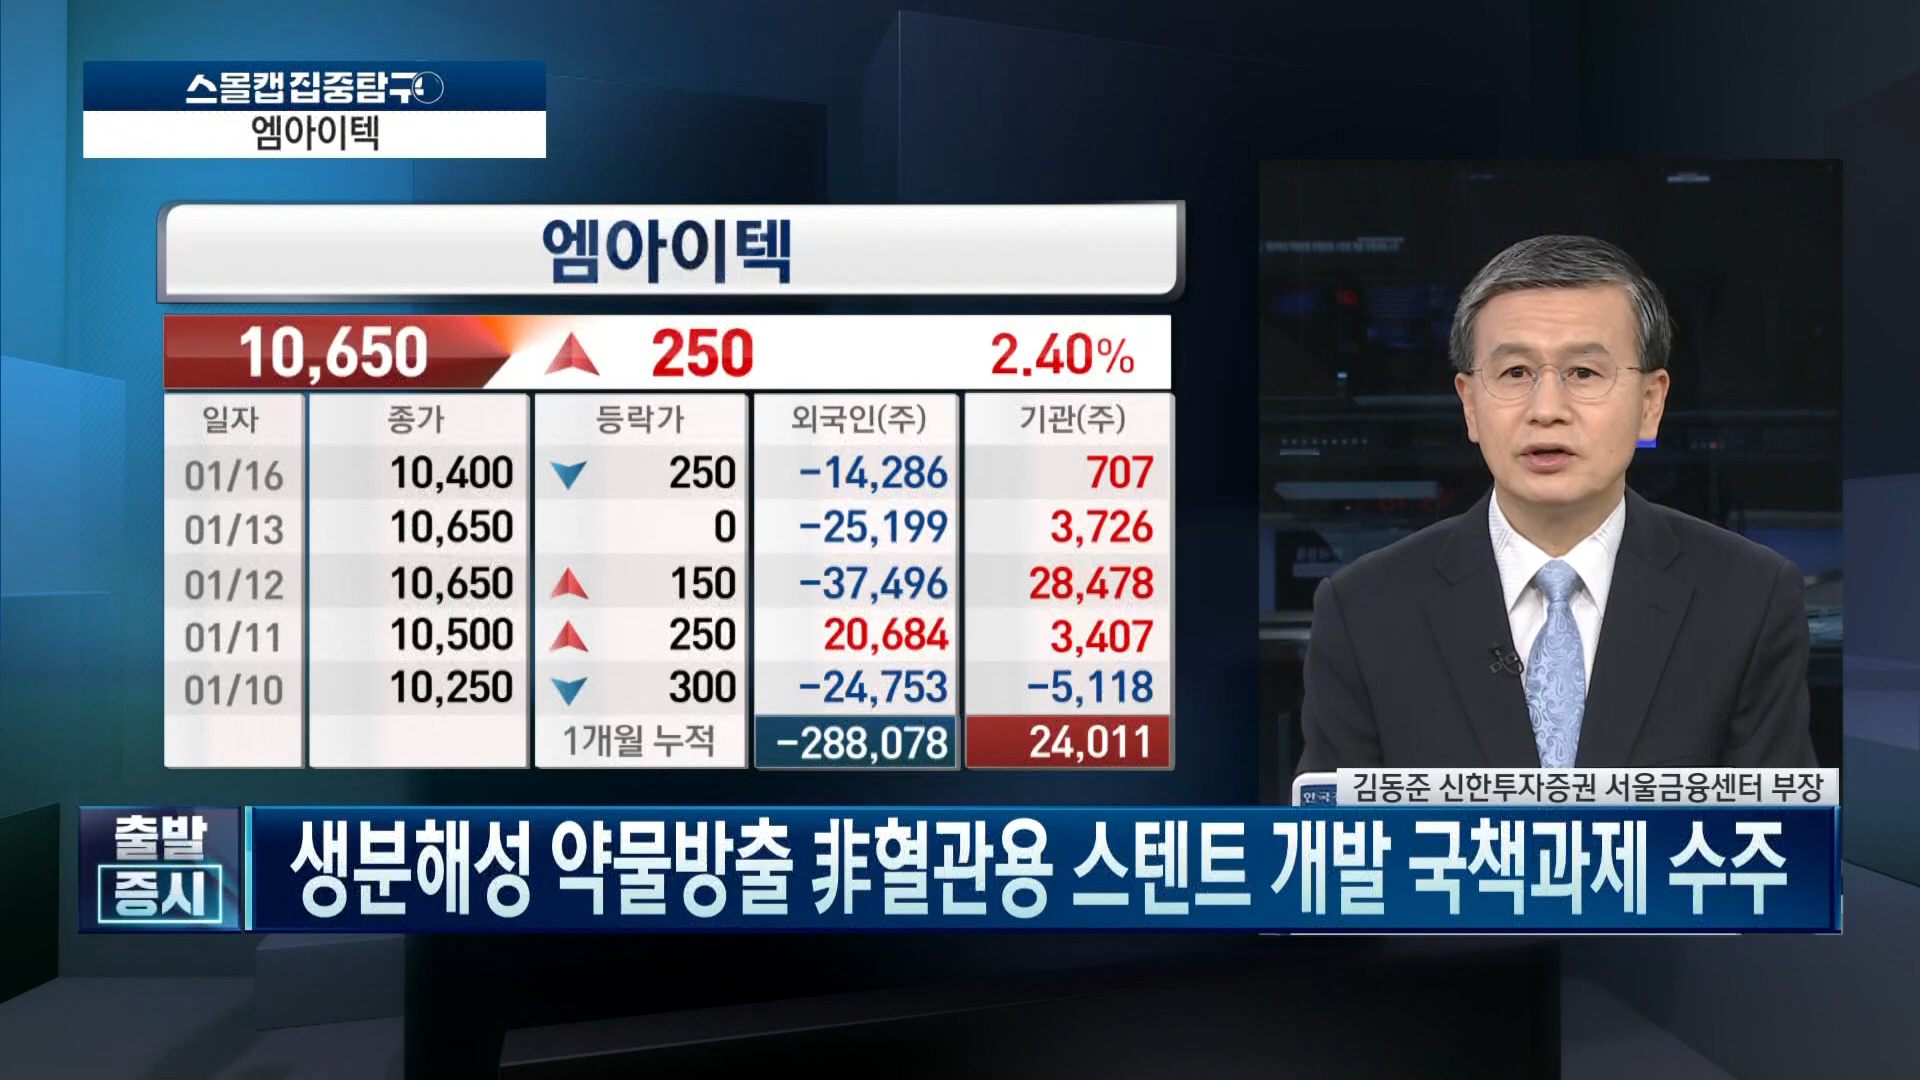 스몰캡 집중탐구
엠아이텍
엠아이텍
10,650 ▲ 250 2.40%
일자 종가 등락가 외국인(주) 기관(주)
01/16 10,400 ▼ 250 -14,286 707
01/13 10,650 0 -25,199 3,726
01/12 10,650 ▲ 150 -37,496 28,478
01/11 10,500 ▲ 250 20,684 3,407
01/10 10,250 ▼ 300 -24,753 -5,118
1개월 누적 -288,078 24,011
김동준 신한투자증권 서울금융센터 부장
출발
증시
생분해성 약물방출 非혈관용 스텐트 개발 국책과제 수주